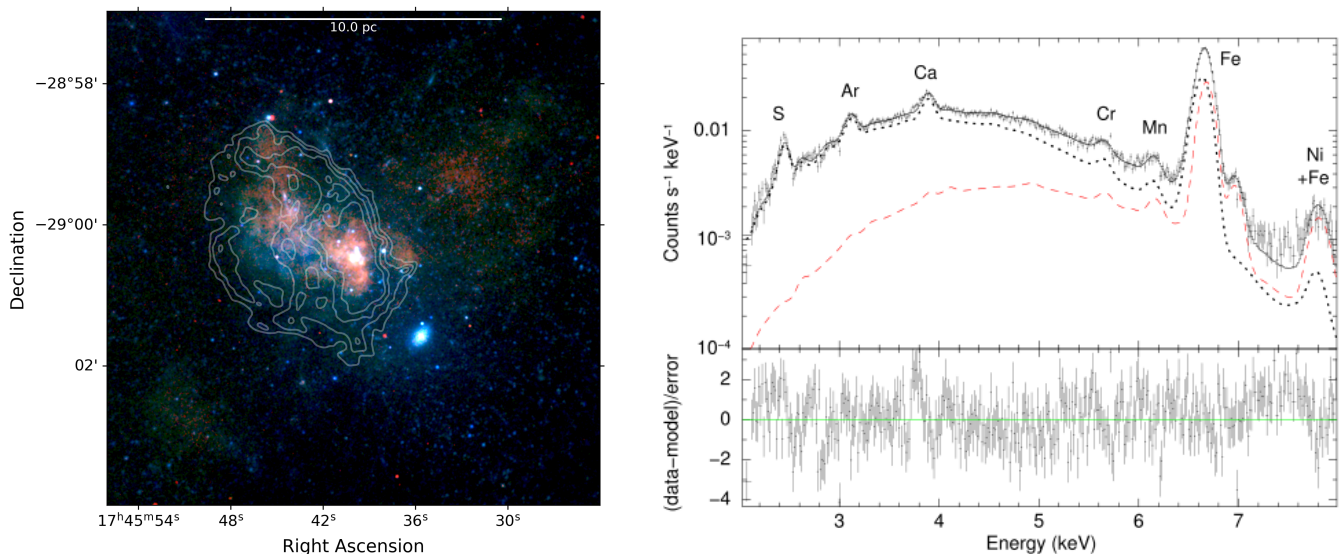 10.0 pc
−28°58'
−29°00'
02'
Declination
17ʰ45ᵐ54ˢ
48ˢ
42ˢ
36ˢ
30ˢ
Right Ascension
S
Ar
Ca
Cr
Mn
Fe
Ni
+Fe
0.01
10⁻³
10⁻⁴
Counts s⁻¹ keV⁻¹
2
0
−2
−4
(data−model)/error
3
4
5
6
7
Energy (keV)